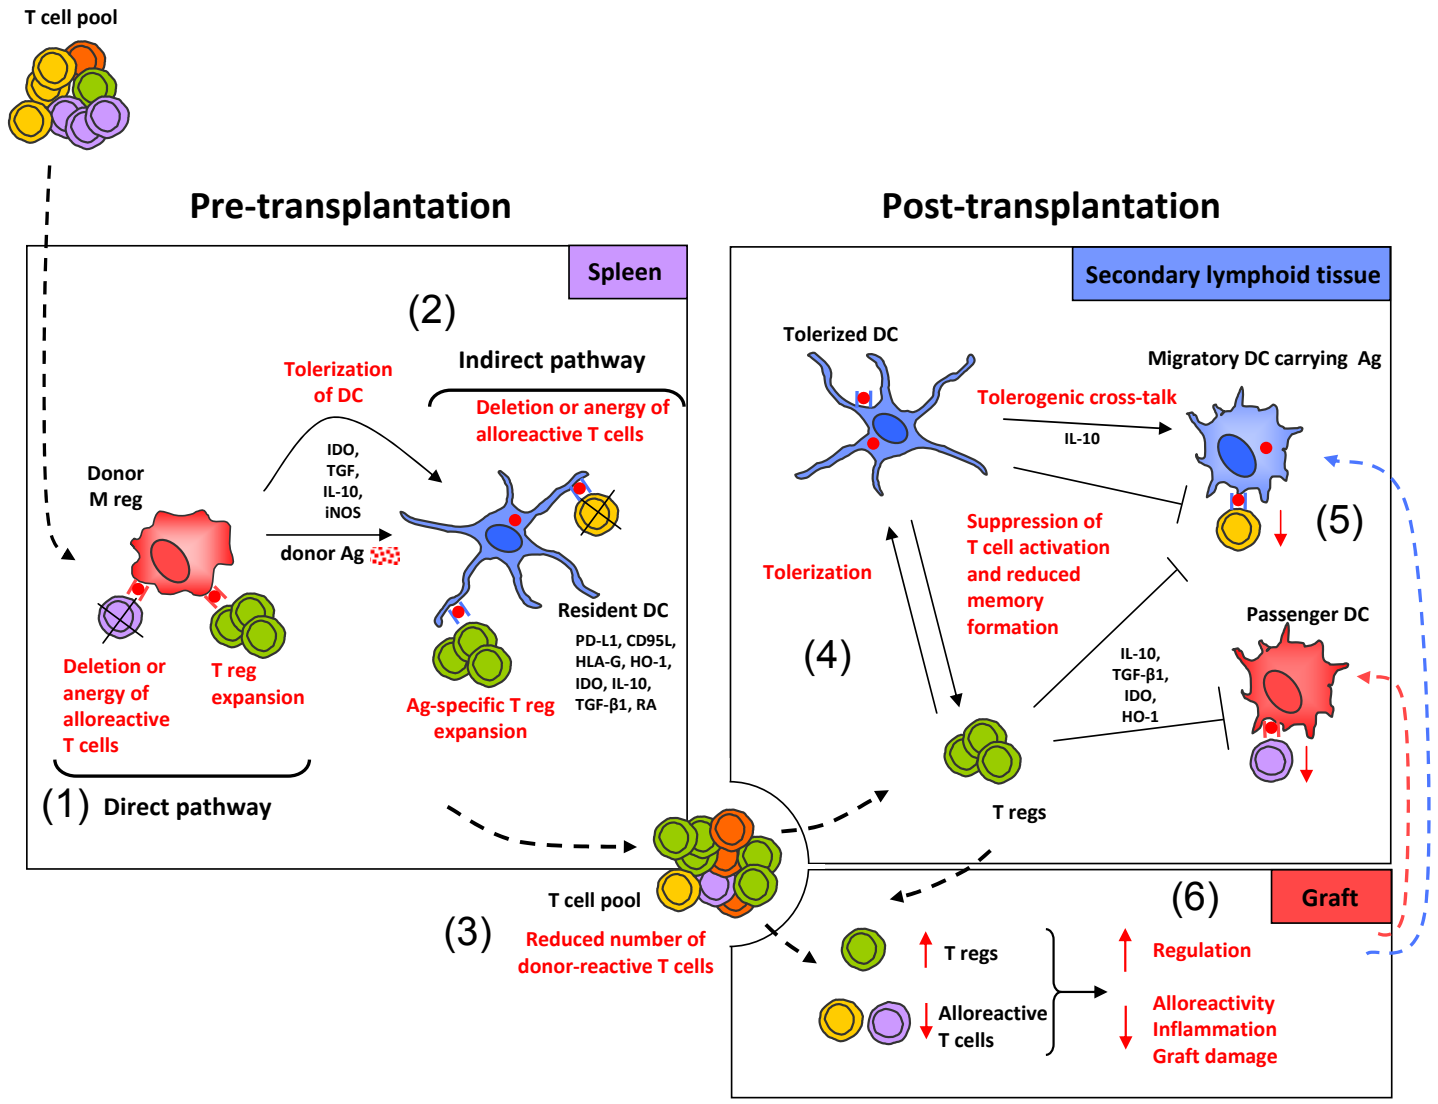 T cell pool
Pre-transplantation
Post-transplantation
Spleen
(2)
Indirect pathway
Tolerization
of DC
Deletion or anergy of
alloreactive T cells
IDO,
TGF,
IL-10,
iNOS
Donor
M reg
donor Ag
Resident DC
PD-L1, CD95L,
HLA-G, HO-1,
IDO, IL-10,
TGF-β1, RA
Deletion or
anergy of
alloreactive
T cells
T reg
expansion
Ag-specific T reg
expansion
(1)
Direct pathway
T cell pool
(3)
Reduced number of
donor-reactive T cells
Secondary lymphoid tissue
Tolerized DC
Migratory DC carrying Ag
Tolerogenic cross-talk
IL-10
(5)
Suppression of
T cell activation
and reduced
memory
formation
Tolerization
(4)
Passenger DC
IL-10,
TGF-β1,
IDO,
HO-1
T regs
(6)
Graft
T regs
Regulation
Alloreactive
T cells
Alloreactivity
Inflammation
Graft damage